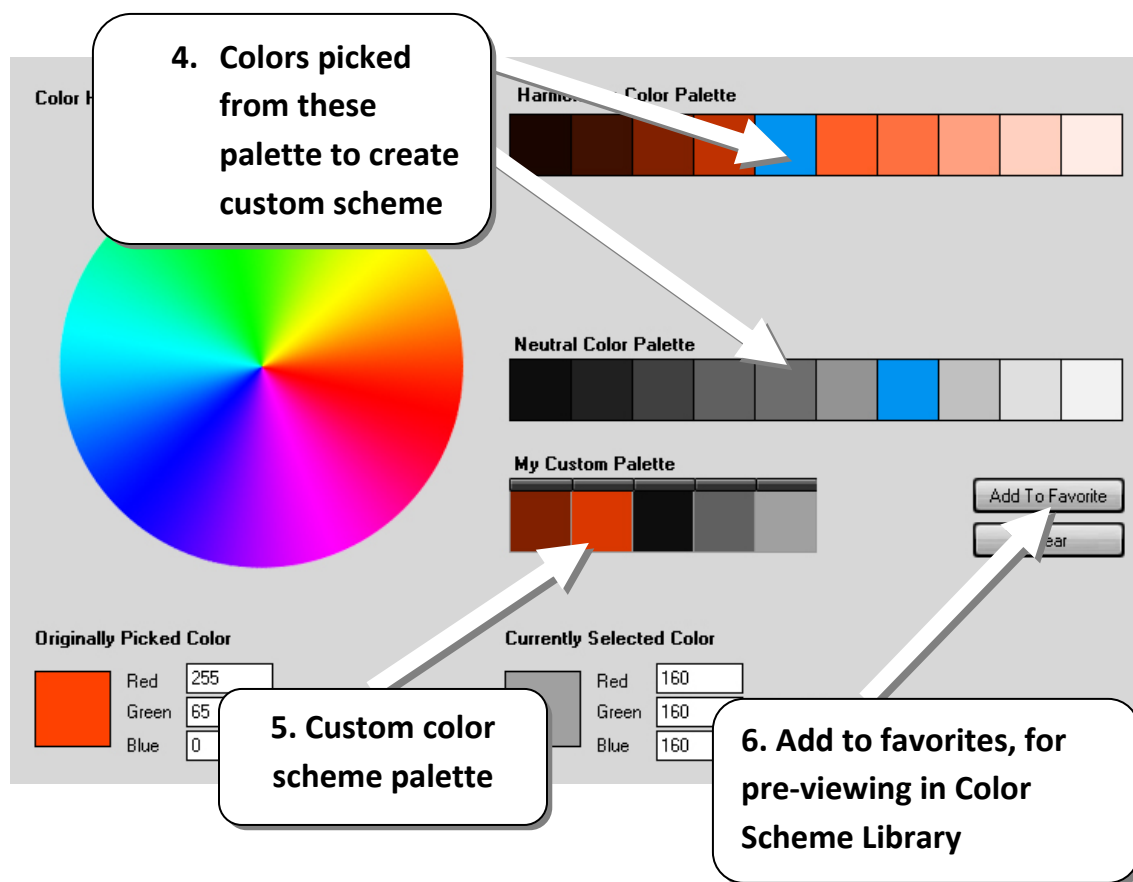 4. Colors picked
from these
palette to create
custom scheme
Color
Color Palette
Neutral Color Palette
My Custom Palette
Add To Favorite
Originally Picked Color
Red 255
Green 65
Blue 0
Currently Selected Color
Red 160
Green 160
Blue 160
5. Custom color
scheme palette
6. Add to favorites, for
pre-viewing in Color
Scheme Library